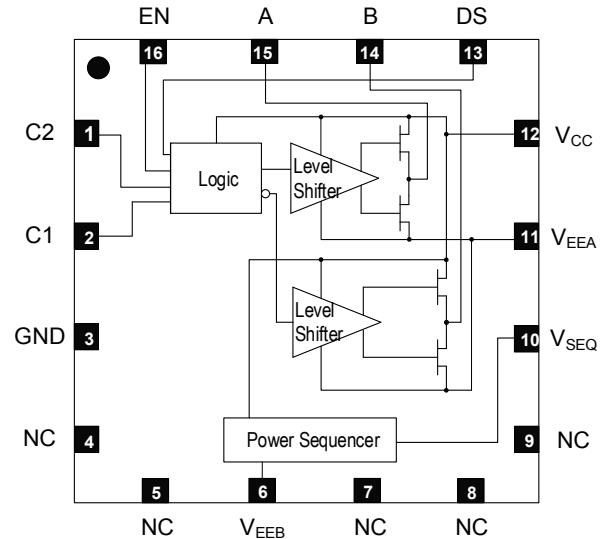 EN A B DS
16 15 14 13
C2 1 12 VCC
Logic
Level
Shifter
C1 2 11 VEEA
Level
Shifter
GND 3 10 VSEQ
Power Sequencer
NC 4 9 NC
5 6 7 8
NC VEEB NC NC